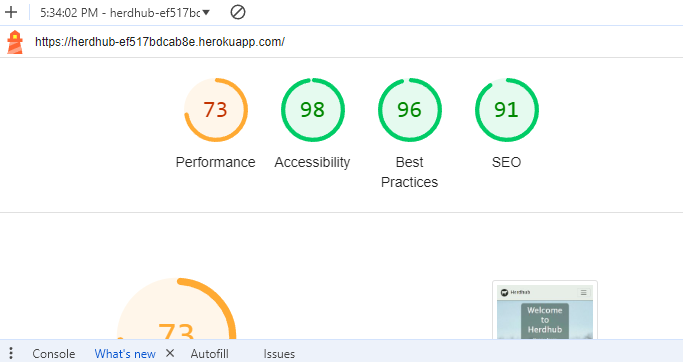 5:34:02 PM - herdhub-ef517bdc
https://herdhub-ef517bdcab8e.herokuapp.com/
73
98
96
91
Performance
Accessibility
Best
Practices
SEO
73
Herdhub
Welcome
to
Herdhub
Console
What's new
Autofill
Issues